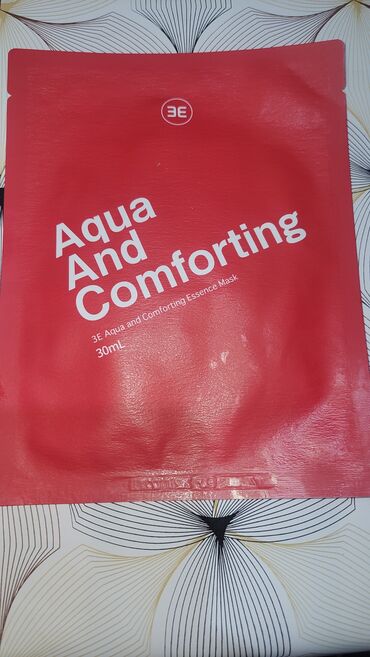 3E
Aqua
And
Comforting
3E Aqua and Comforting Essence Mask
30mL